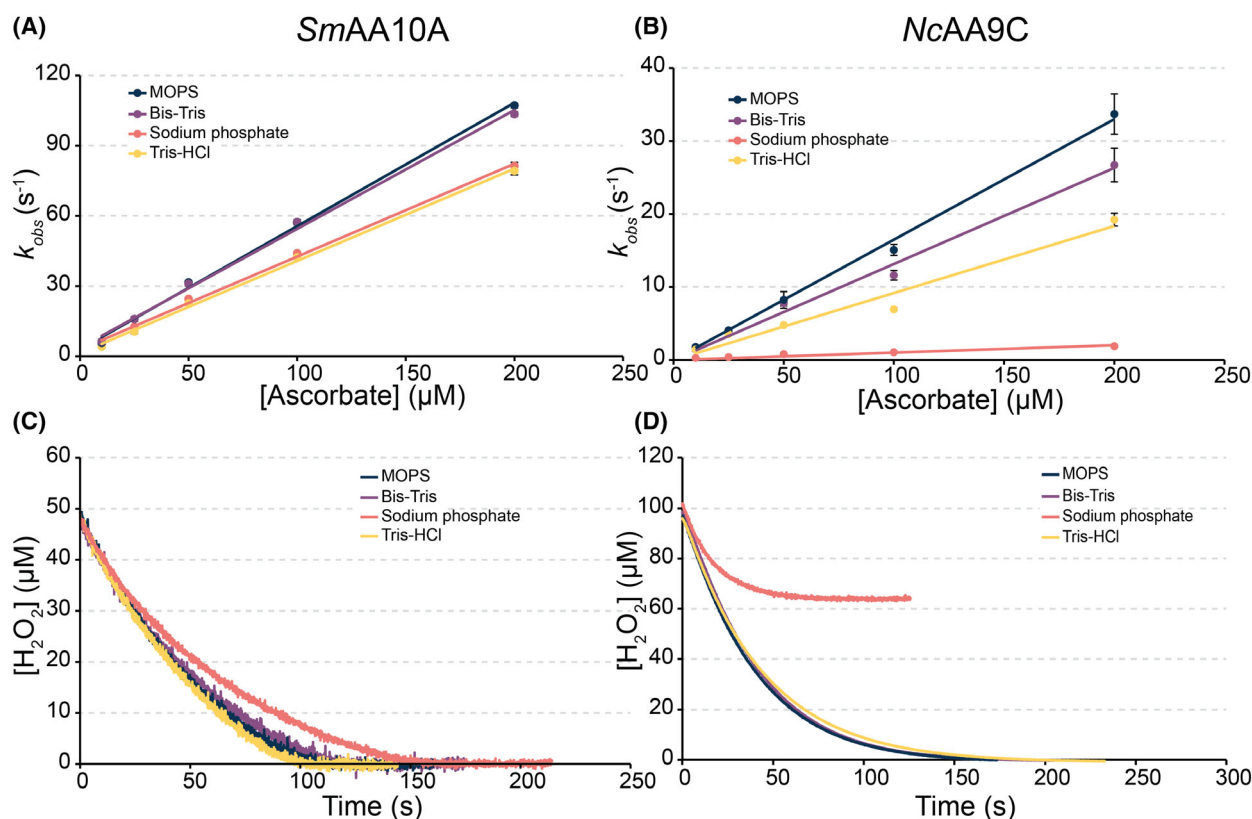 (A) SmAA10A
120
90
60
30
0
k_obs (s⁻¹)
MOPS
Bis-Tris
Sodium phosphate
Tris-HCl
0 50 100 150 200 250
[Ascorbate] (µM)
(B) NcAA9C
40
30
20
10
0
k_obs (s⁻¹)
MOPS
Bis-Tris
Sodium phosphate
Tris-HCl
0 50 100 150 200 250
[Ascorbate] (µM)
(C)
60
50
40
30
20
10
0
[H₂O₂] (µM)
MOPS
Bis-Tris
Sodium phosphate
Tris-HCl
0 50 100 150 200 250
Time (s)
(D)
120
100
80
60
40
20
0
[H₂O₂] (µM)
MOPS
Bis-Tris
Sodium phosphate
Tris-HCl
0 50 100 150 200 250 300
Time (s)